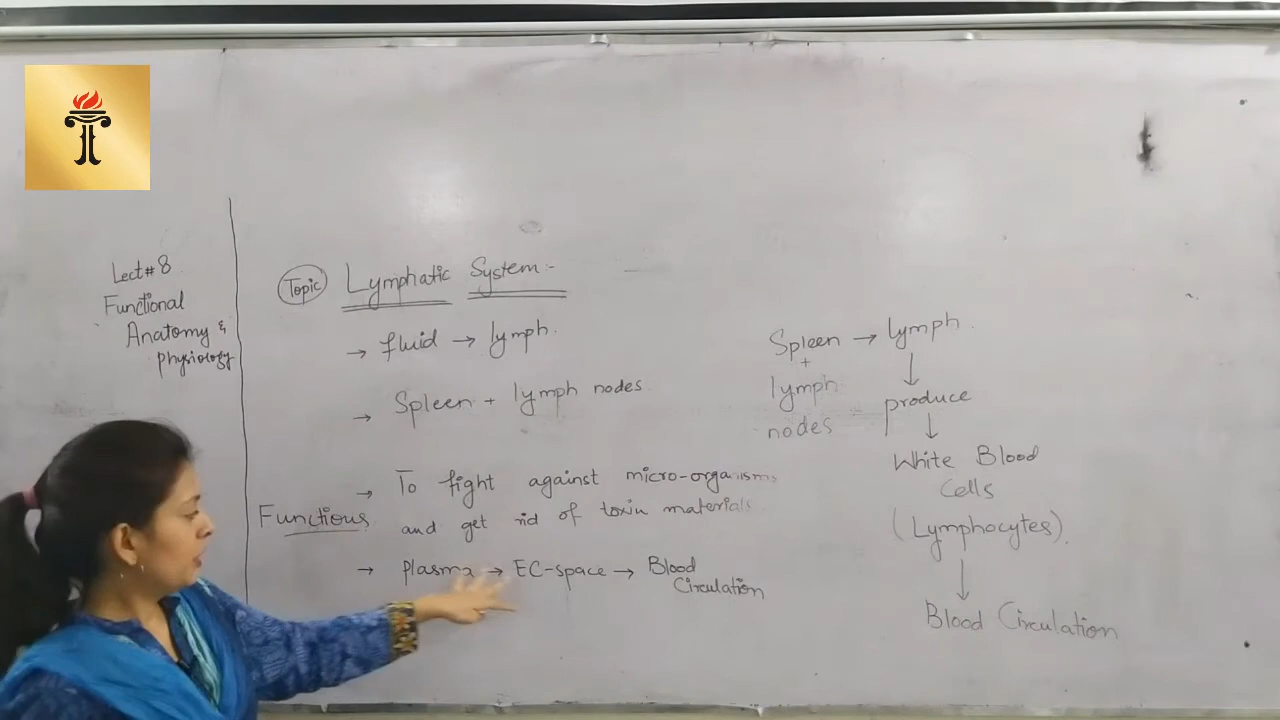 Lect#8
Functional
Anatomy &
physiology
Topic Lymphatic System:-
→ fluid → lymph.
→ Spleen + lymph nodes
Functions
→ To fight against micro-organisms
and get rid of toxin materials
→ plasma → EC-space → Blood
Circulation
Spleen → lymph.
+
lymph
nodes
↓
produce
↓
White Blood
Cells
(Lymphocytes).
↓
Blood Circulation